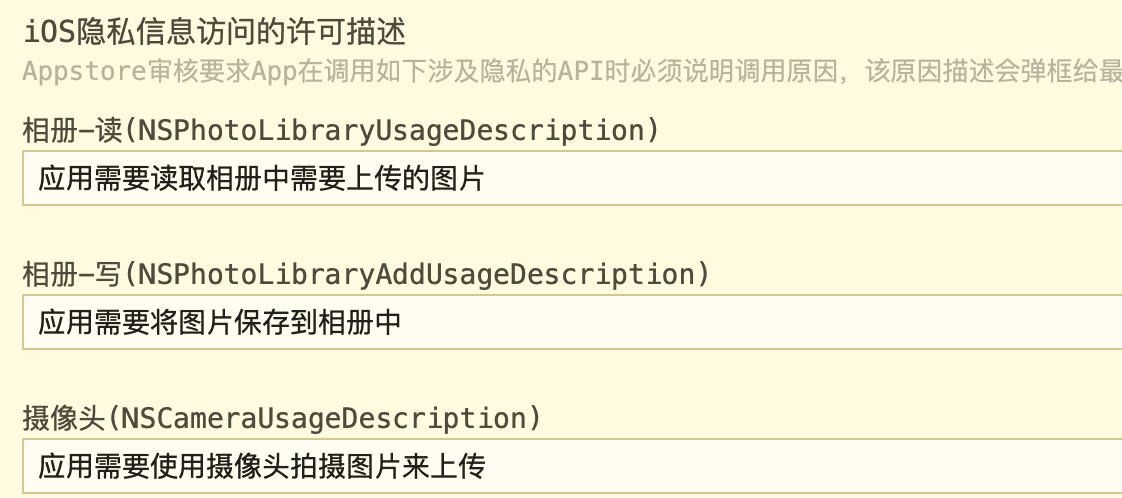 iOS隐私信息访问的许可描述
Appstore审核要求App在调用如下涉及隐私的API时必须说明调用原因，该原因描述会弹框给最
相册-读(NSPhotoLibraryUsageDescription)
应用需要读取相册中需要上传的图片
相册-写(NSPhotoLibraryAddUsageDescription)
应用需要将图片保存到相册中
摄像头(NSCameraUsageDescription)
应用需要使用摄像头拍摄图片来上传